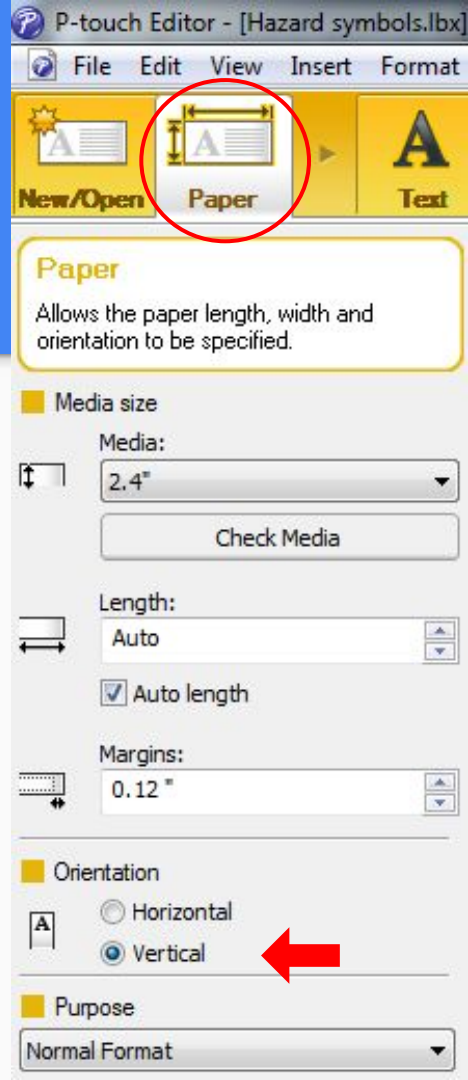 P-touch Editor - [Hazard symbols.lbx]
File Edit View Insert Format
New/Open Paper Text
Paper
Allows the paper length, width and
orientation to be specified.
Media size
Media:
2.4"
Check Media
Length:
Auto
Auto length
Margins:
0.12 "
Orientation
Horizontal
Vertical
Purpose
Normal Format